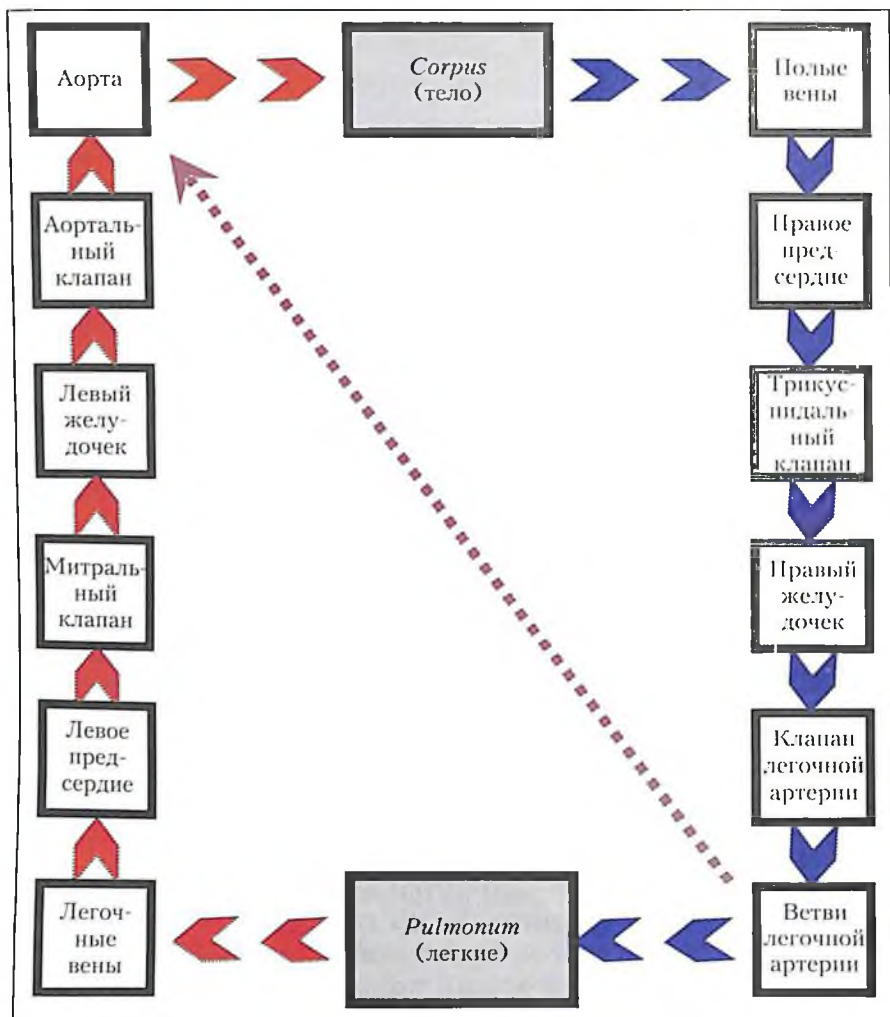 Аорта
Corpus
(тело)
Полые
вены
Аорталь-
ный
клапан
Правое
пред-
сердие
Левый
желу-
дочек
Трикус-
пидаль-
ный
клапан
Митраль-
ный
клапан
Правый
желу-
дочек
Левое
пред-
сердие
Клапан
легочной
артерии
Легоч-
ные
вены
Pulmonum
(легкие)
Ветви
легочной
артерии